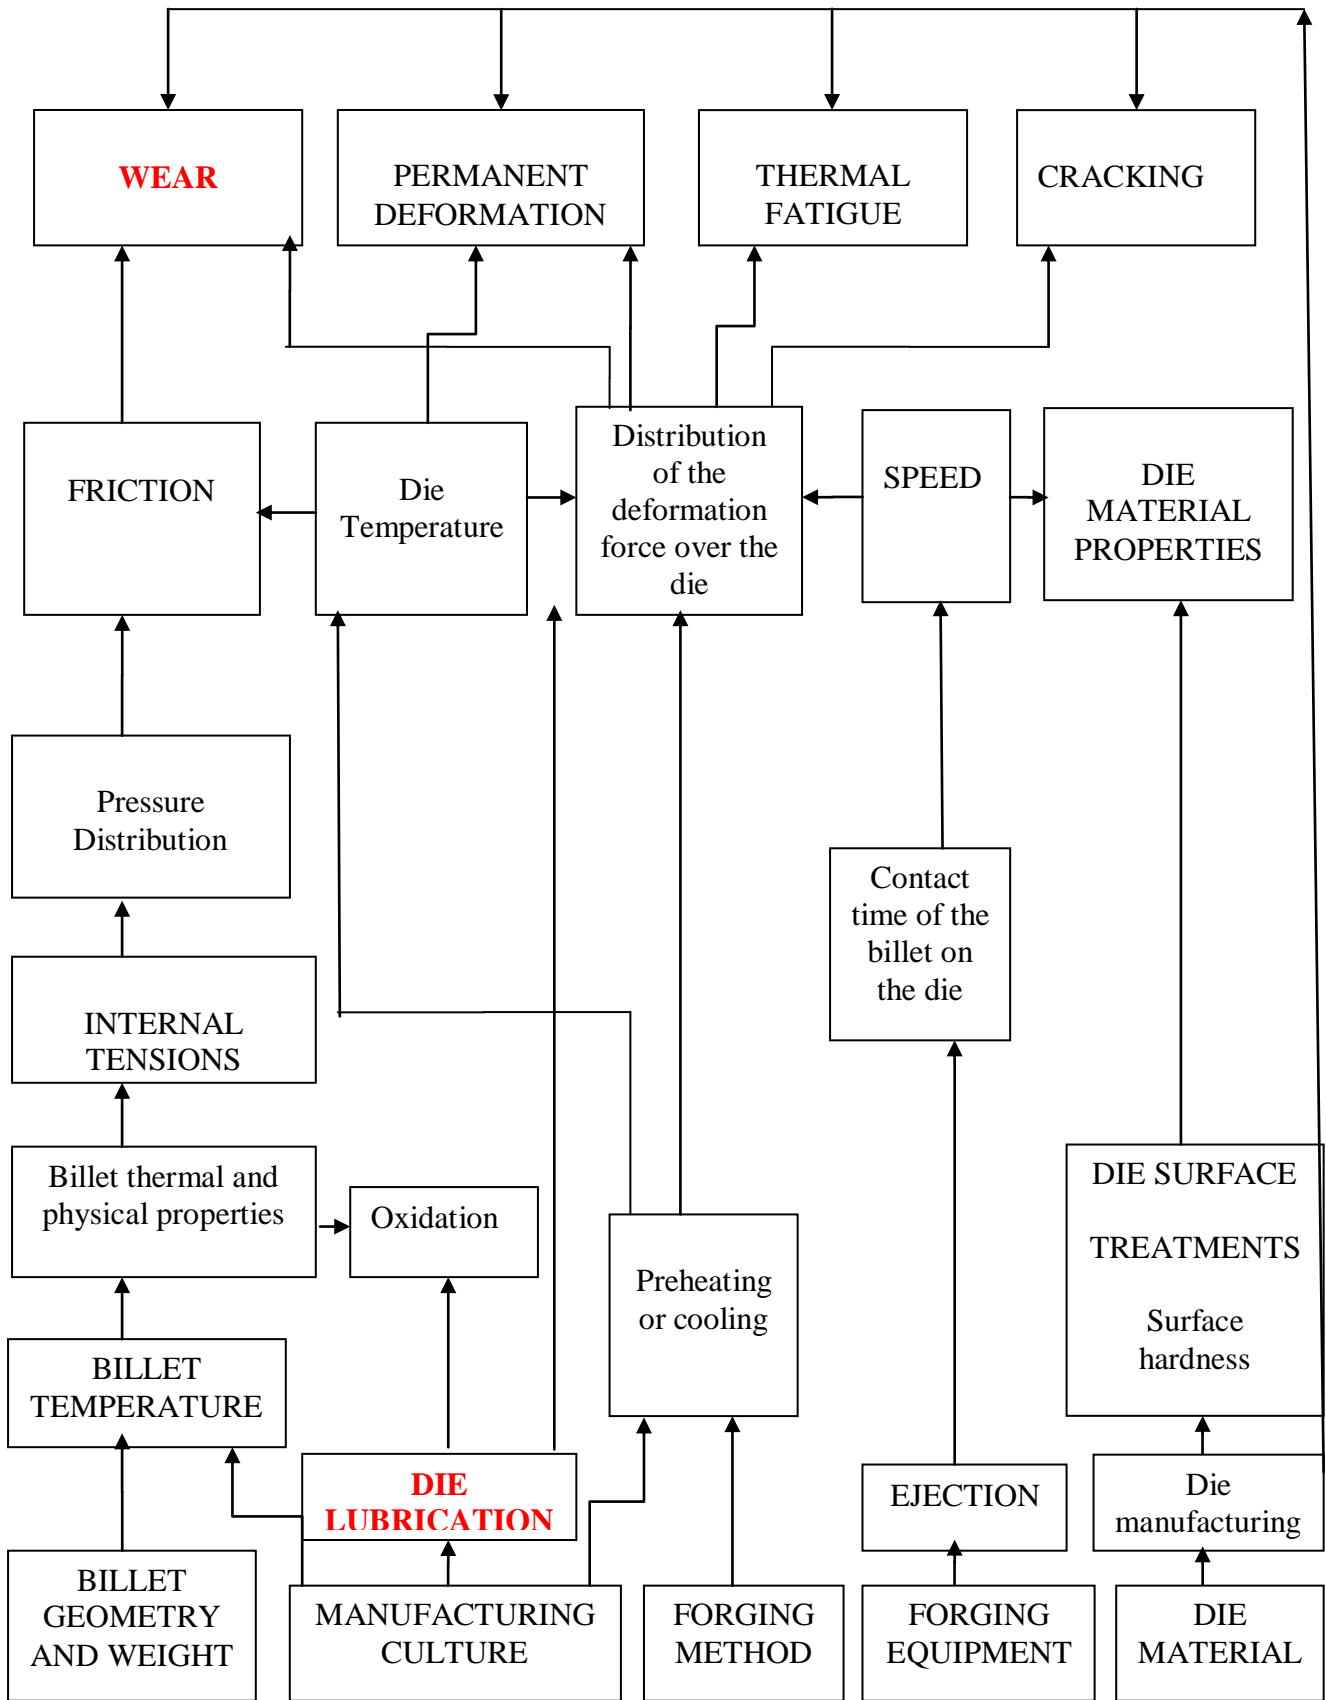 WEAR
PERMANENT
DEFORMATION
THERMAL
FATIGUE
CRACKING
FRICTION
Die
Temperature
Distribution
of the
deformation
force over the
die
SPEED
DIE
MATERIAL
PROPERTIES
Pressure
Distribution
Contact
time of the
billet on
the die
INTERNAL
TENSIONS
Billet thermal and
physical properties
Oxidation
Preheating
or cooling
DIE SURFACE
TREATMENTS
Surface
hardness
BILLET
TEMPERATURE
DIE
LUBRICATION
EJECTION
Die
manufacturing
BILLET
GEOMETRY
AND WEIGHT
MANUFACTURING
CULTURE
FORGING
METHOD
FORGING
EQUIPMENT
DIE
MATERIAL